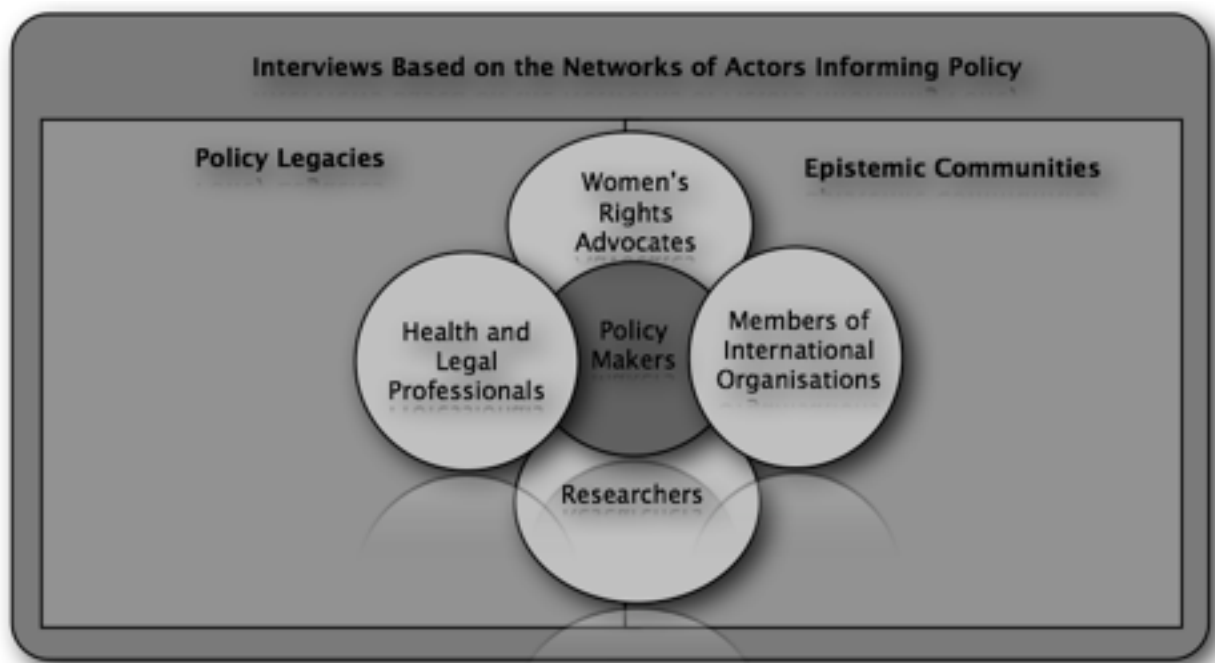 Interviews Based on the Networks of Actors Informing Policy
Policy Legacies
Epistemic Communities
Women's
Rights
Advocates
Health and
Legal
Professionals
Policy
Makers
Members of
International
Organisations
Researchers